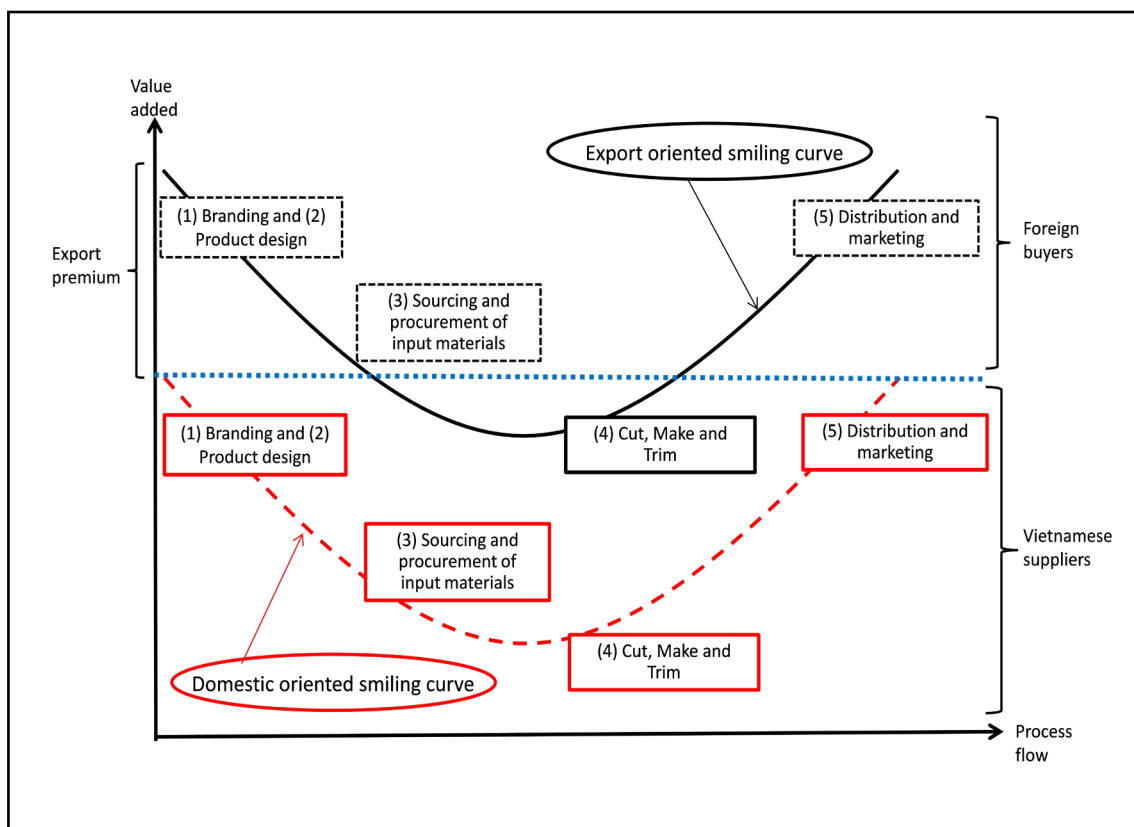 Value
added
Export oriented smiling curve
(1) Branding and (2)
Product design
(5) Distribution and
marketing
Foreign
buyers
Export
premium
(3) Sourcing and
procurement of
input materials
(1) Branding and (2)
Product design
(4) Cut, Make and
Trim
(5) Distribution and
marketing
(3) Sourcing and
procurement of
input materials
Vietnamese
suppliers
(4) Cut, Make and
Trim
Domestic oriented smiling curve
Process
flow